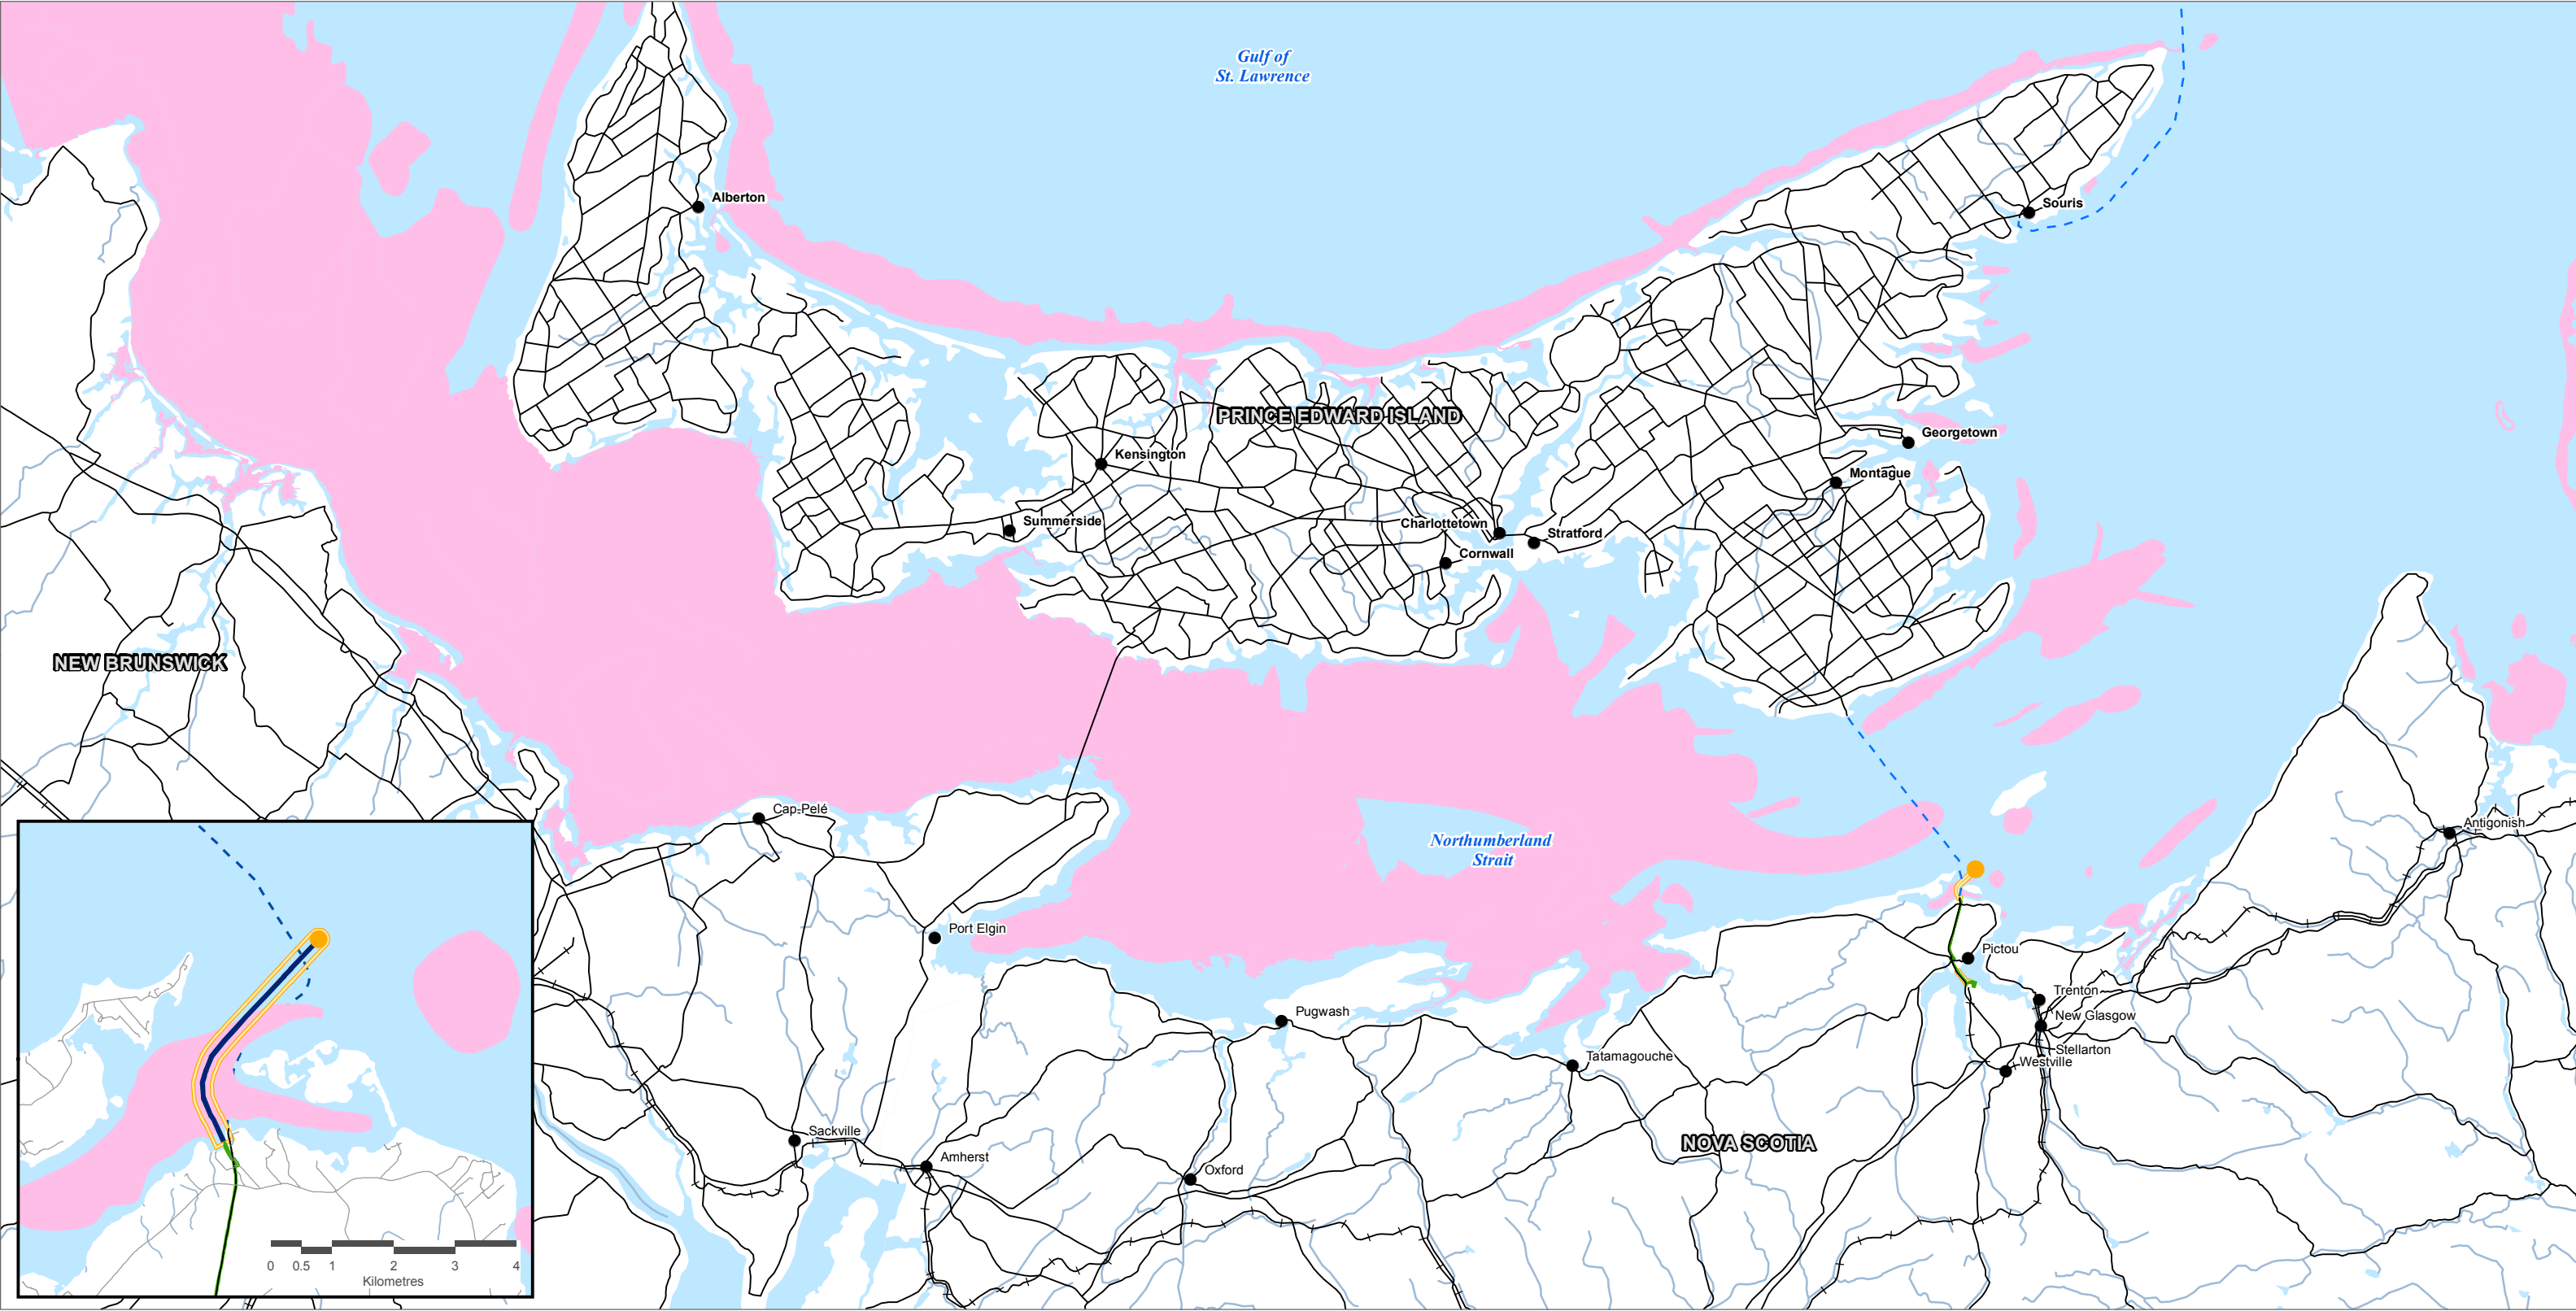 Gulf of
St. Lawrence
Alberton
Souris
PRINCE EDWARD ISLAND
Georgetown
Kensington
Montague
Summerside
Charlottetown
Stratford
Cornwall
NEW BRUNSWICK
Cap-Pelé
Antigonish
Northumberland
Strait
Port Elgin
Pictou
Trenton
Pugwash
New Glasgow
Stellarton
Tatamagouche
Westville
Sackville
NOVA SCOTIA
Amherst
Oxford
0 0.5 1 2 3 4
Kilometres